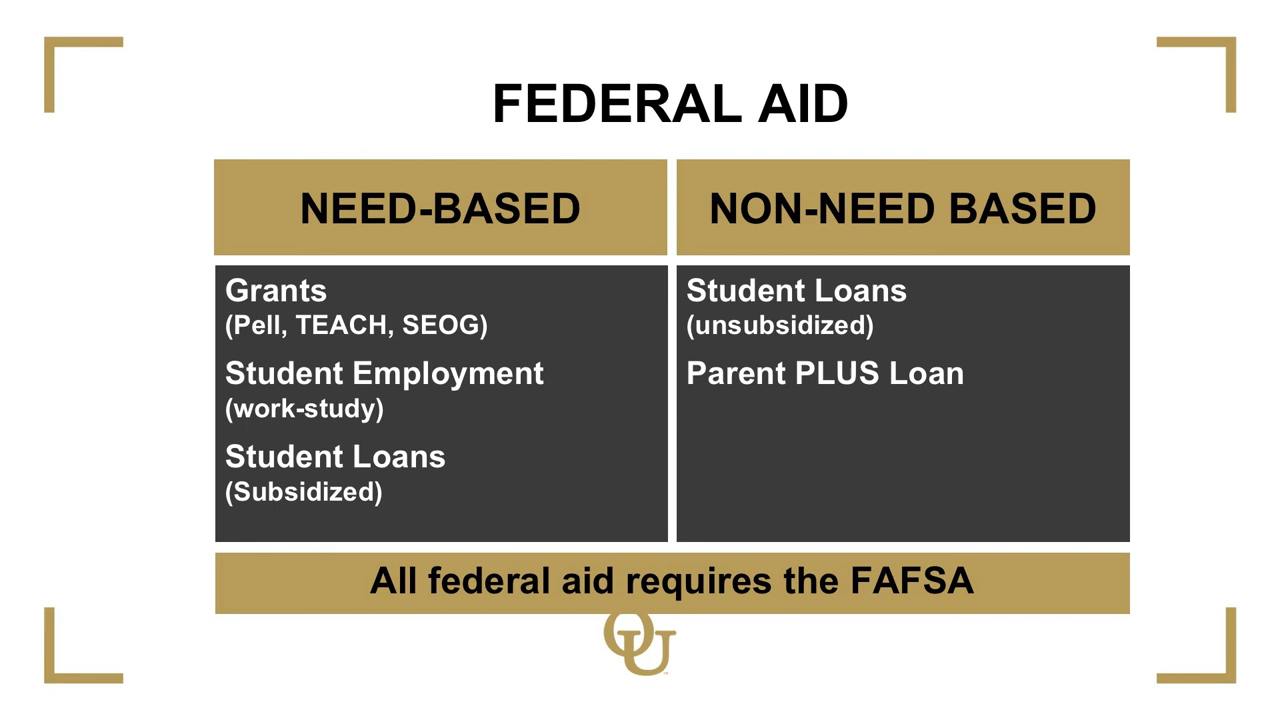 FEDERAL AID
NEED-BASED
NON-NEED BASED
Grants
(Pell, TEACH, SEOG)
Student Employment
(work-study)
Student Loans
(Subsidized)
Student Loans
(unsubsidized)
Parent PLUS Loan
All federal aid requires the FAFSA
OU